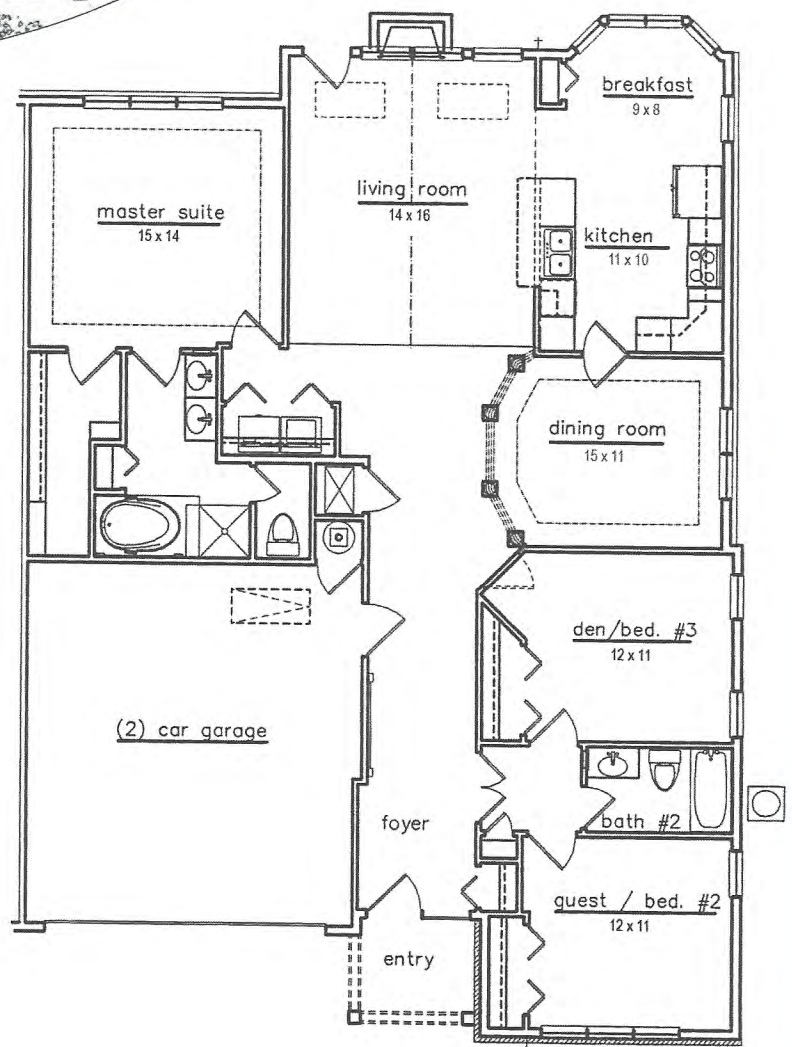 breakfast
9 x 8
living room
14 x 16
master suite
15 x 14
kitchen
11 x 10
dining room
15 x 11
den/bed. #3
12 x 11
(2) car garage
bath #2
foyer
guest / bed. #2
12 x 11
entry